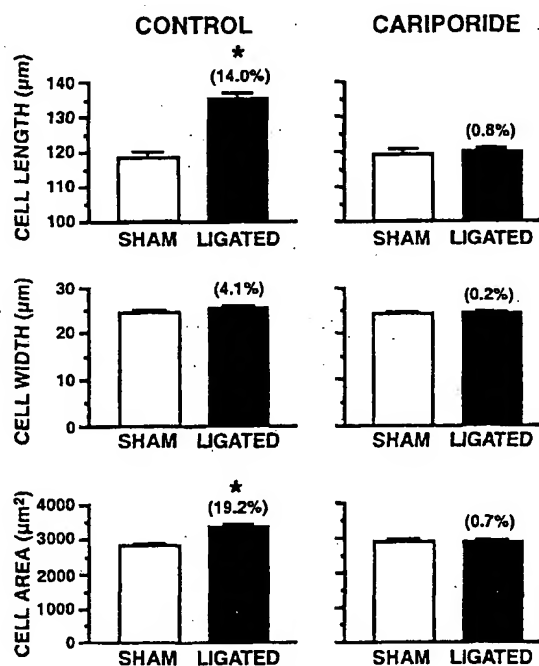 CONTROL
CARIPORIDE
CELL LENGTH (µm)
140
130
120
110
100
*
(14.0%)
(0.8%)
SHAM LIGATED
SHAM LIGATED
CELL WIDTH (µm)
30
20
10
0
(4.1%)
(0.2%)
SHAM LIGATED
SHAM LIGATED
CELL AREA (µm²)
4000
3000
2000
1000
0
*
(19.2%)
(0.7%)
SHAM LIGATED
SHAM LIGATED